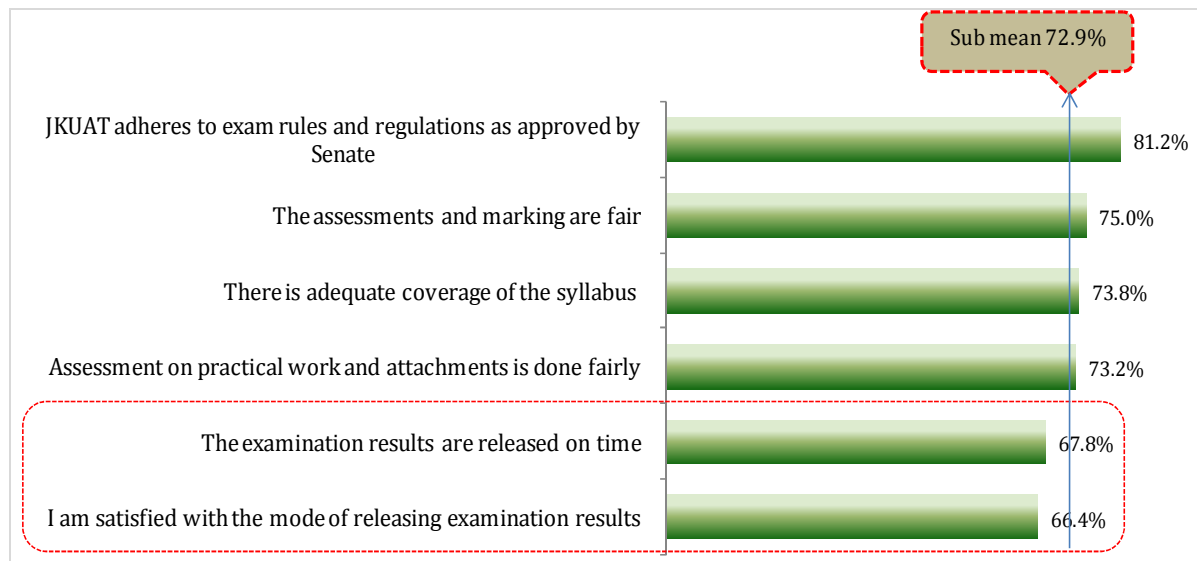 Sub mean 72.9%
JKUAT adheres to exam rules and regulations as approved by
Senate
81.2%
The assessments and marking are fair
75.0%
There is adequate coverage of the syllabus
73.8%
Assessment on practical work and attachments is done fairly
73.2%
The examination results are released on time
67.8%
I am satisfied with the mode of releasing examination results
66.4%